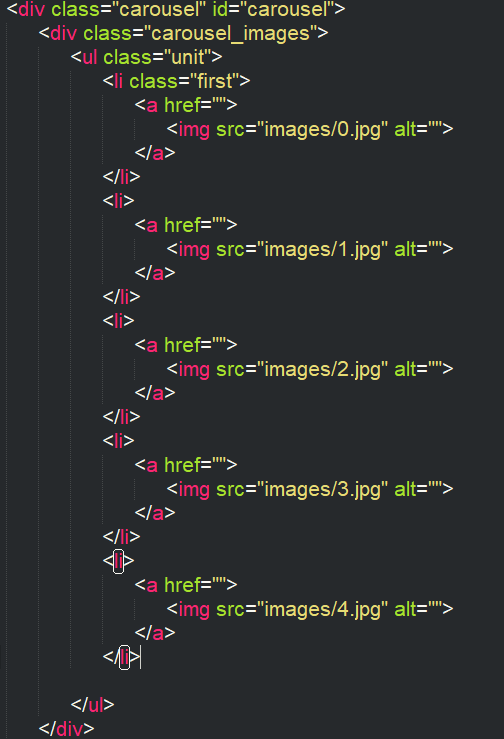 <div class="carousel" id="carousel">
<div class="carousel_images">
<ul class="unit">
<li class="first">
<a href="">
<img src="images/0.jpg" alt="">
</a>
</li>
<li>
<a href="">
<img src="images/1.jpg" alt="">
</a>
</li>
<li>
<a href="">
<img src="images/2.jpg" alt="">
</a>
</li>
<li>
<a href="">
<img src="images/3.jpg" alt="">
</a>
</li>
<li>
<a href="">
<img src="images/4.jpg" alt="">
</a>
</li>
</ul>
</div>